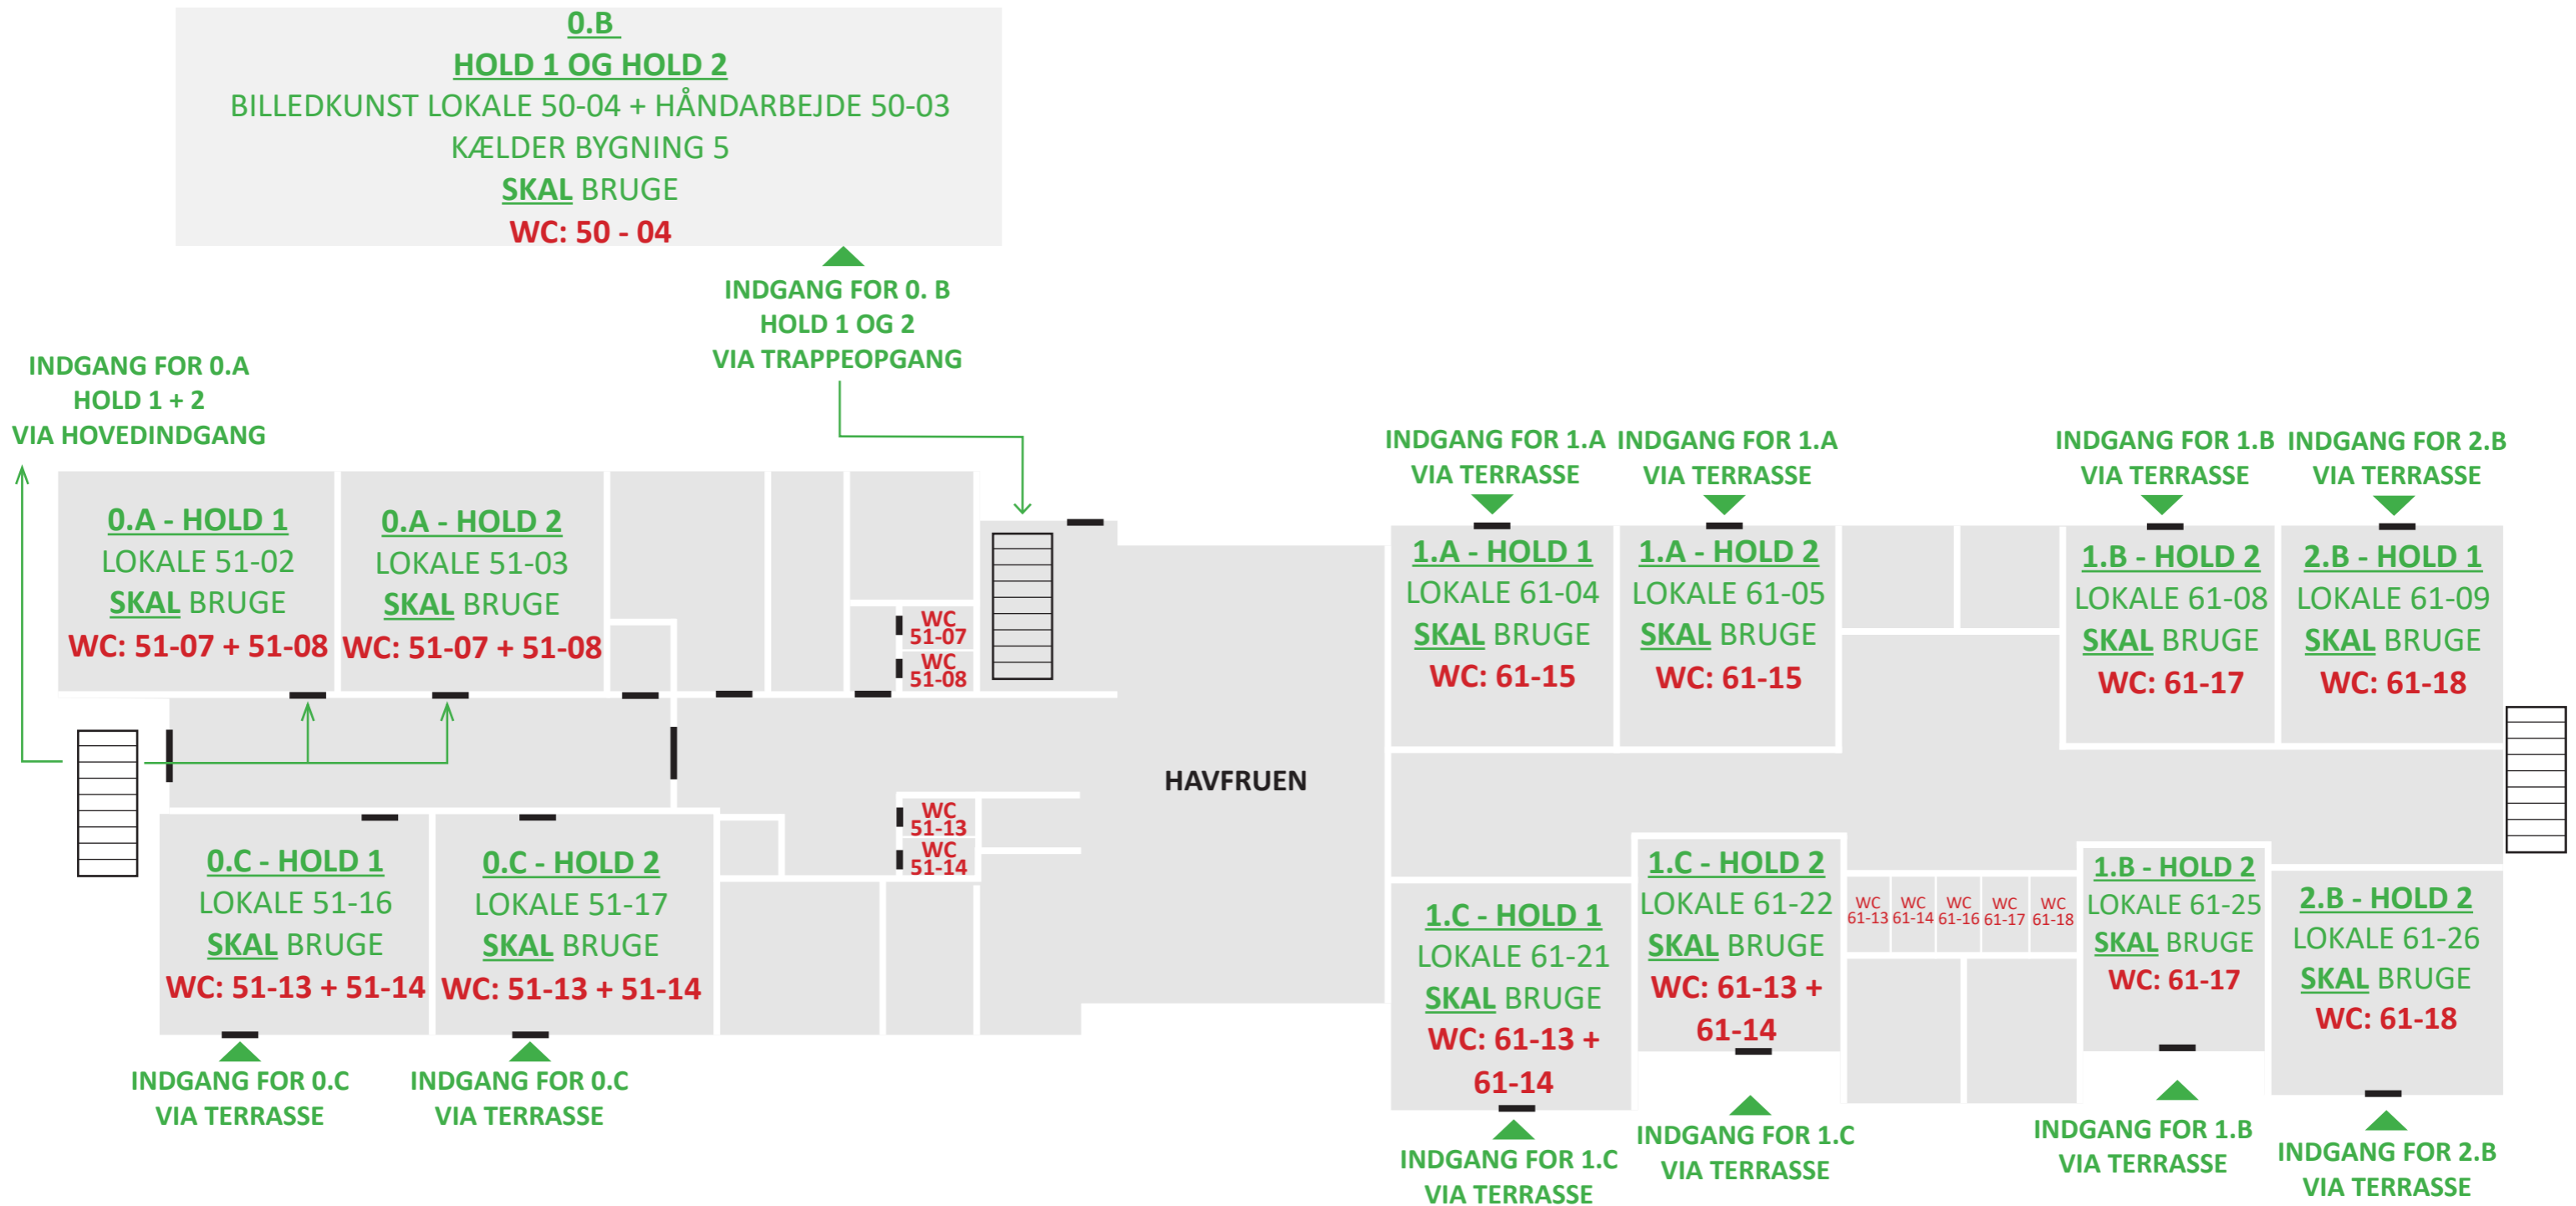 0.B
HOLD 1 OG HOLD 2
BILLEDKUNST LOKALE 50-04 + HÅNDARBEJDE 50-03
KÆLDER BYGNING 5
SKAL BRUGE
WC: 50 - 04
INDGANG FOR 0. B
HOLD 1 OG 2
VIA TRAPPEOPGANG
INDGANG FOR 0.A
HOLD 1 + 2
VIA HOVEDINDGANG
0.A - HOLD 1
LOKALE 51-02
SKAL BRUGE
WC: 51-07 + 51-08
0.A - HOLD 2
LOKALE 51-03
SKAL BRUGE
WC: 51-07 + 51-08
WC
51-07
WC
51-08
0.C - HOLD 1
LOKALE 51-16
SKAL BRUGE
WC: 51-13 + 51-14
0.C - HOLD 2
LOKALE 51-17
SKAL BRUGE
WC: 51-13 + 51-14
WC
51-13
WC
51-14
INDGANG FOR 0.C
VIA TERRASSE
INDGANG FOR 0.C
VIA TERRASSE
HAVFRUEN
INDGANG FOR 1.A
VIA TERRASSE
INDGANG FOR 1.A
VIA TERRASSE
INDGANG FOR 1.B
VIA TERRASSE
INDGANG FOR 2.B
VIA TERRASSE
1.A - HOLD 1
LOKALE 61-04
SKAL BRUGE
WC: 61-15
1.A - HOLD 2
LOKALE 61-05
SKAL BRUGE
WC: 61-15
1.B - HOLD 2
LOKALE 61-08
SKAL BRUGE
WC: 61-17
2.B - HOLD 1
LOKALE 61-09
SKAL BRUGE
WC: 61-18
1.C - HOLD 1
LOKALE 61-21
SKAL BRUGE
WC: 61-13 +
61-14
1.C - HOLD 2
LOKALE 61-22
SKAL BRUGE
WC: 61-13 +
61-14
WC
61-13
WC
61-14
WC
61-16
WC
61-17
WC
61-18
1.B - HOLD 2
LOKALE 61-25
SKAL BRUGE
WC: 61-17
2.B - HOLD 2
LOKALE 61-26
SKAL BRUGE
WC: 61-18
INDGANG FOR 1.C
VIA TERRASSE
INDGANG FOR 1.C
VIA TERRASSE
INDGANG FOR 1.B
VIA TERRASSE
INDGANG FOR 2.B
VIA TERRASSE